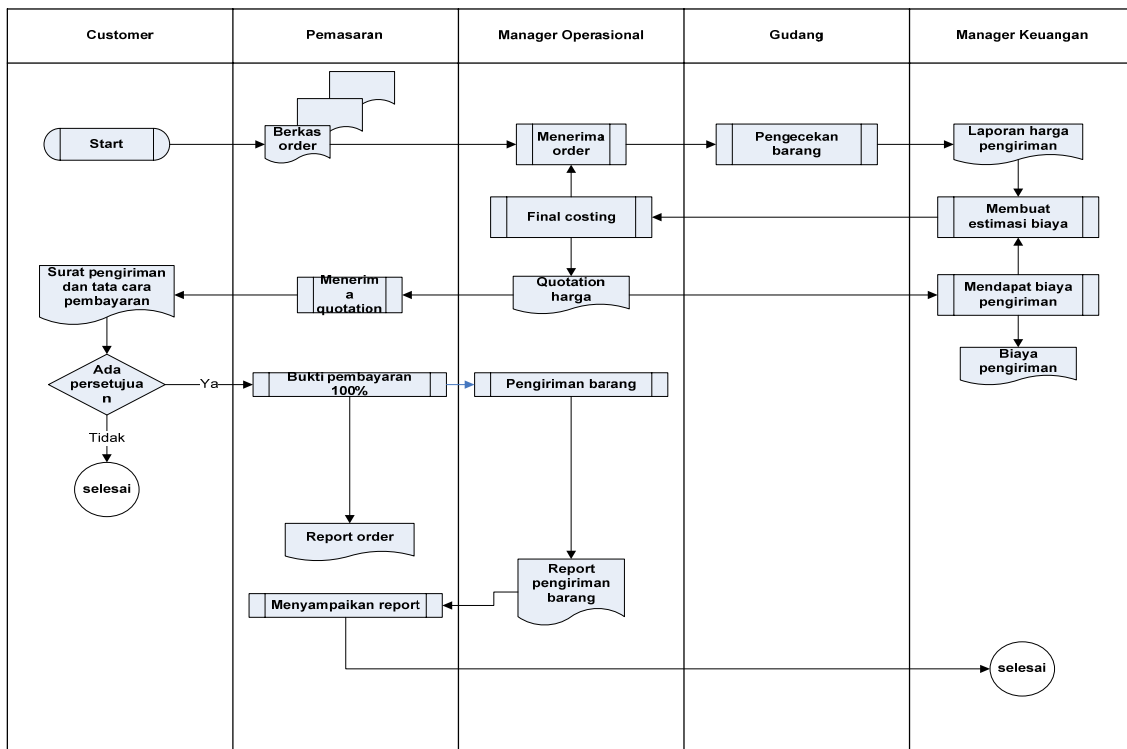 Customer
Pemasaran
Manager Operasional
Gudang
Manager Keuangan
Start
Berkas
order
Menerima
order
Pengecekan
barang
Laporan harga
pengiriman
Final costing
Membuat
estimasi biaya
Surat pengiriman
dan tata cara
pembayaran
Menerim
a
quotation
Quotation
harga
Mendapat biaya
pengiriman
Ada
persetujua
n
Ya
Bukti pembayaran
100%
Pengiriman barang
Biaya
pengiriman
Tidak
selesai
Report order
Report
pengiriman
barang
Menyampaikan report
selesai